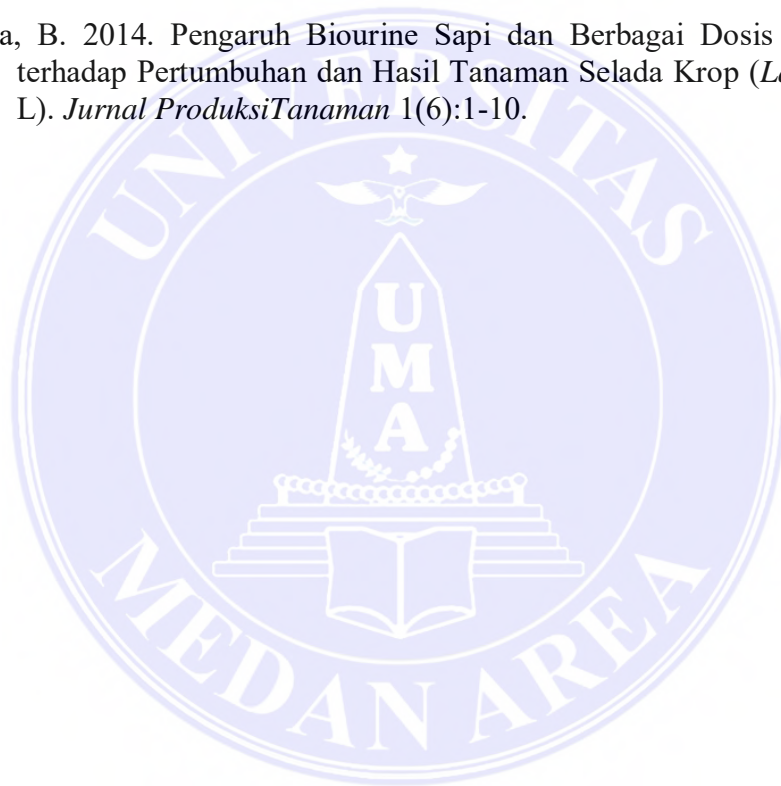 a, B. 2014. Pengaruh Biourine Sapi dan Berbagai Dosis
terhadap Pertumbuhan dan Hasil Tanaman Selada Krop (L
L). Jurnal ProduksiTanaman 1(6):1-10.
UNIVERSITAS
U
M
A
MEDAN AREA